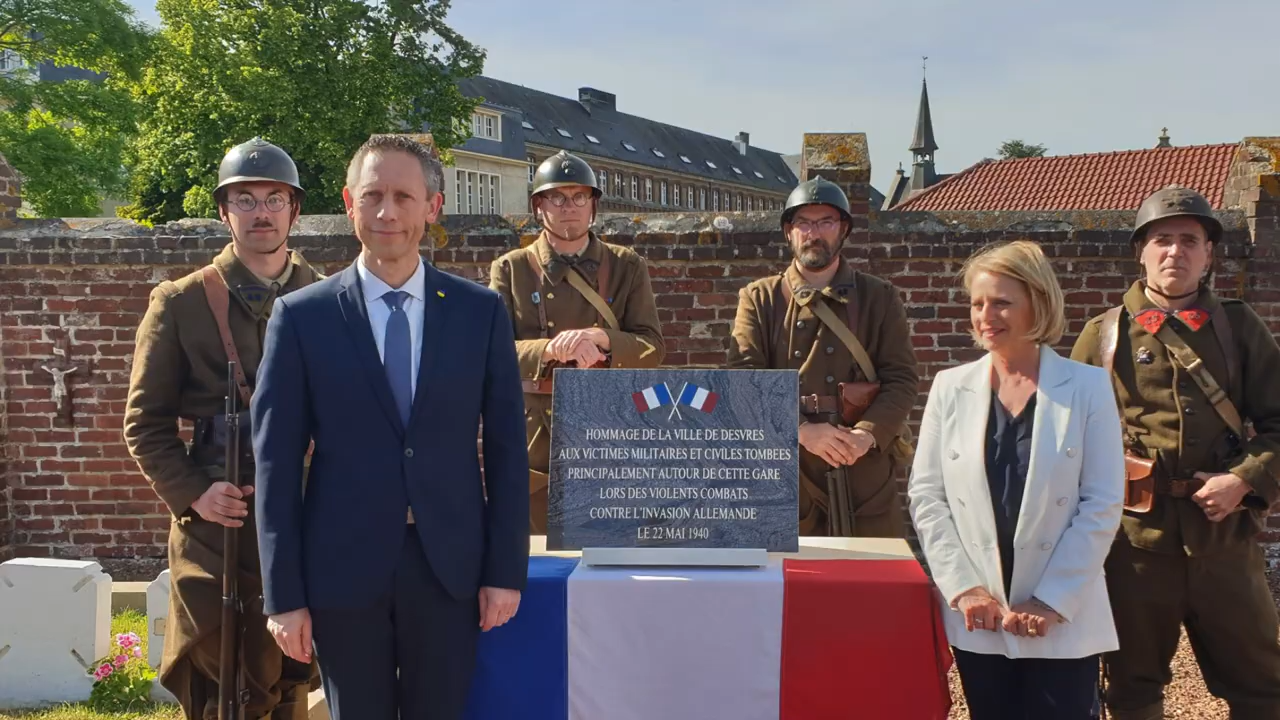 HOMMAGE DE LA VILLE DE DESVRES
AUX VICTIMES MILITAIRES ET CIVILES TOMBEES
PRINCIPALEMENT AUTOUR DE CETTE GARE
LORS DES VIOLENTS COMBATS
CONTRE L'INVASION ALLEMANDE
LE 22 MAI 1940